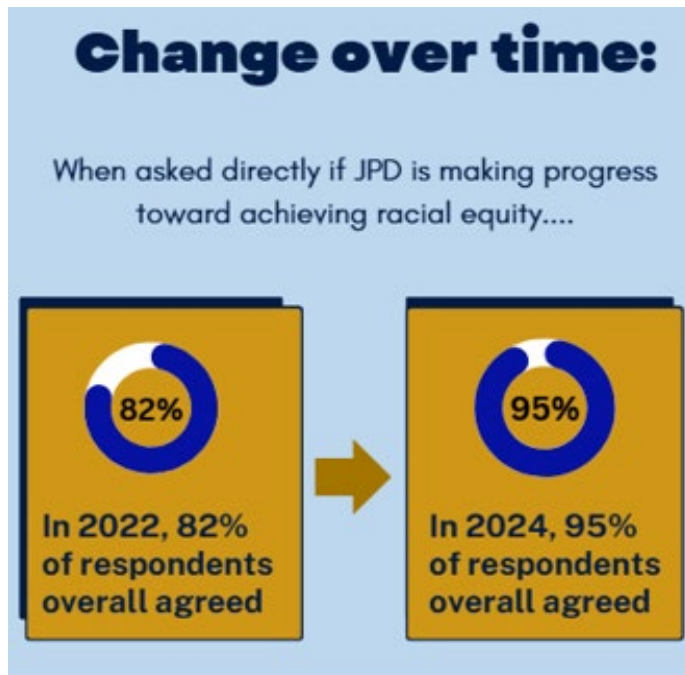 Change over time:
When asked directly if JPD is making progress
toward achieving racial equity....
82%
In 2022, 82%
of respondents
overall agreed
95%
In 2024, 95%
of respondents
overall agreed